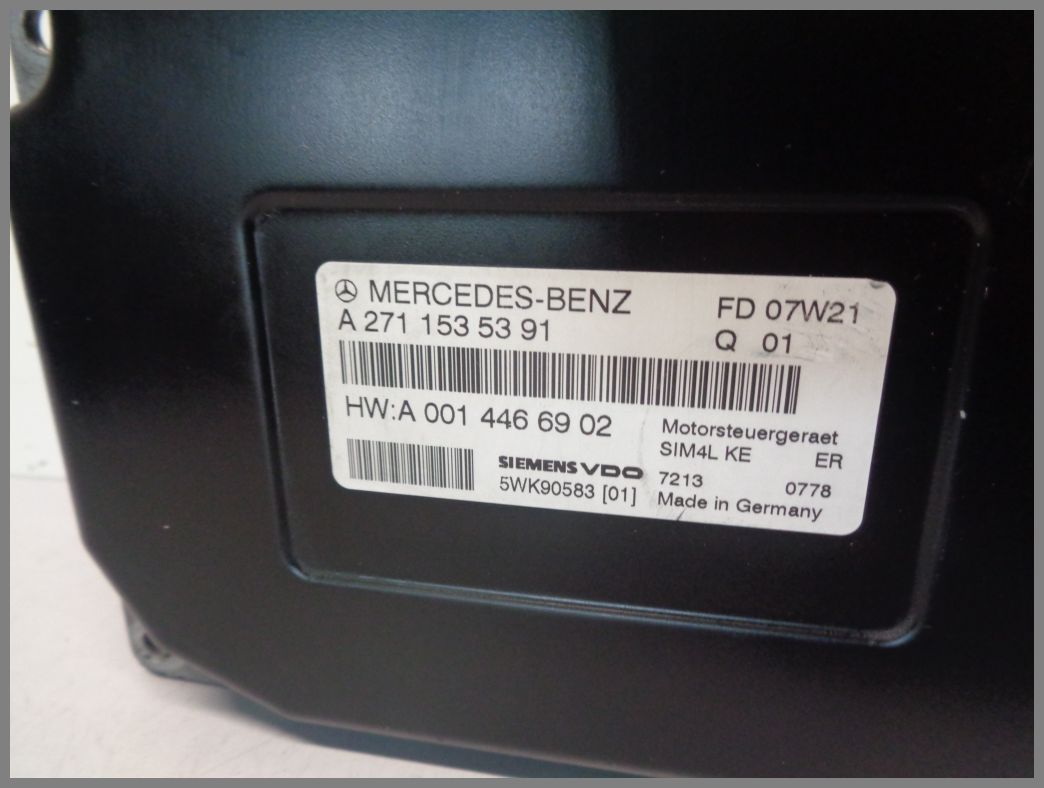 MERCEDES-BENZ FD 07W21
A 271 153 53 91 Q 01
HW:A 001 446 69 02
Motorsteuergeraet
SIM4L KE ER
SIEMENS VDO 7213 0778
5WK90583 [01] Made in Germany